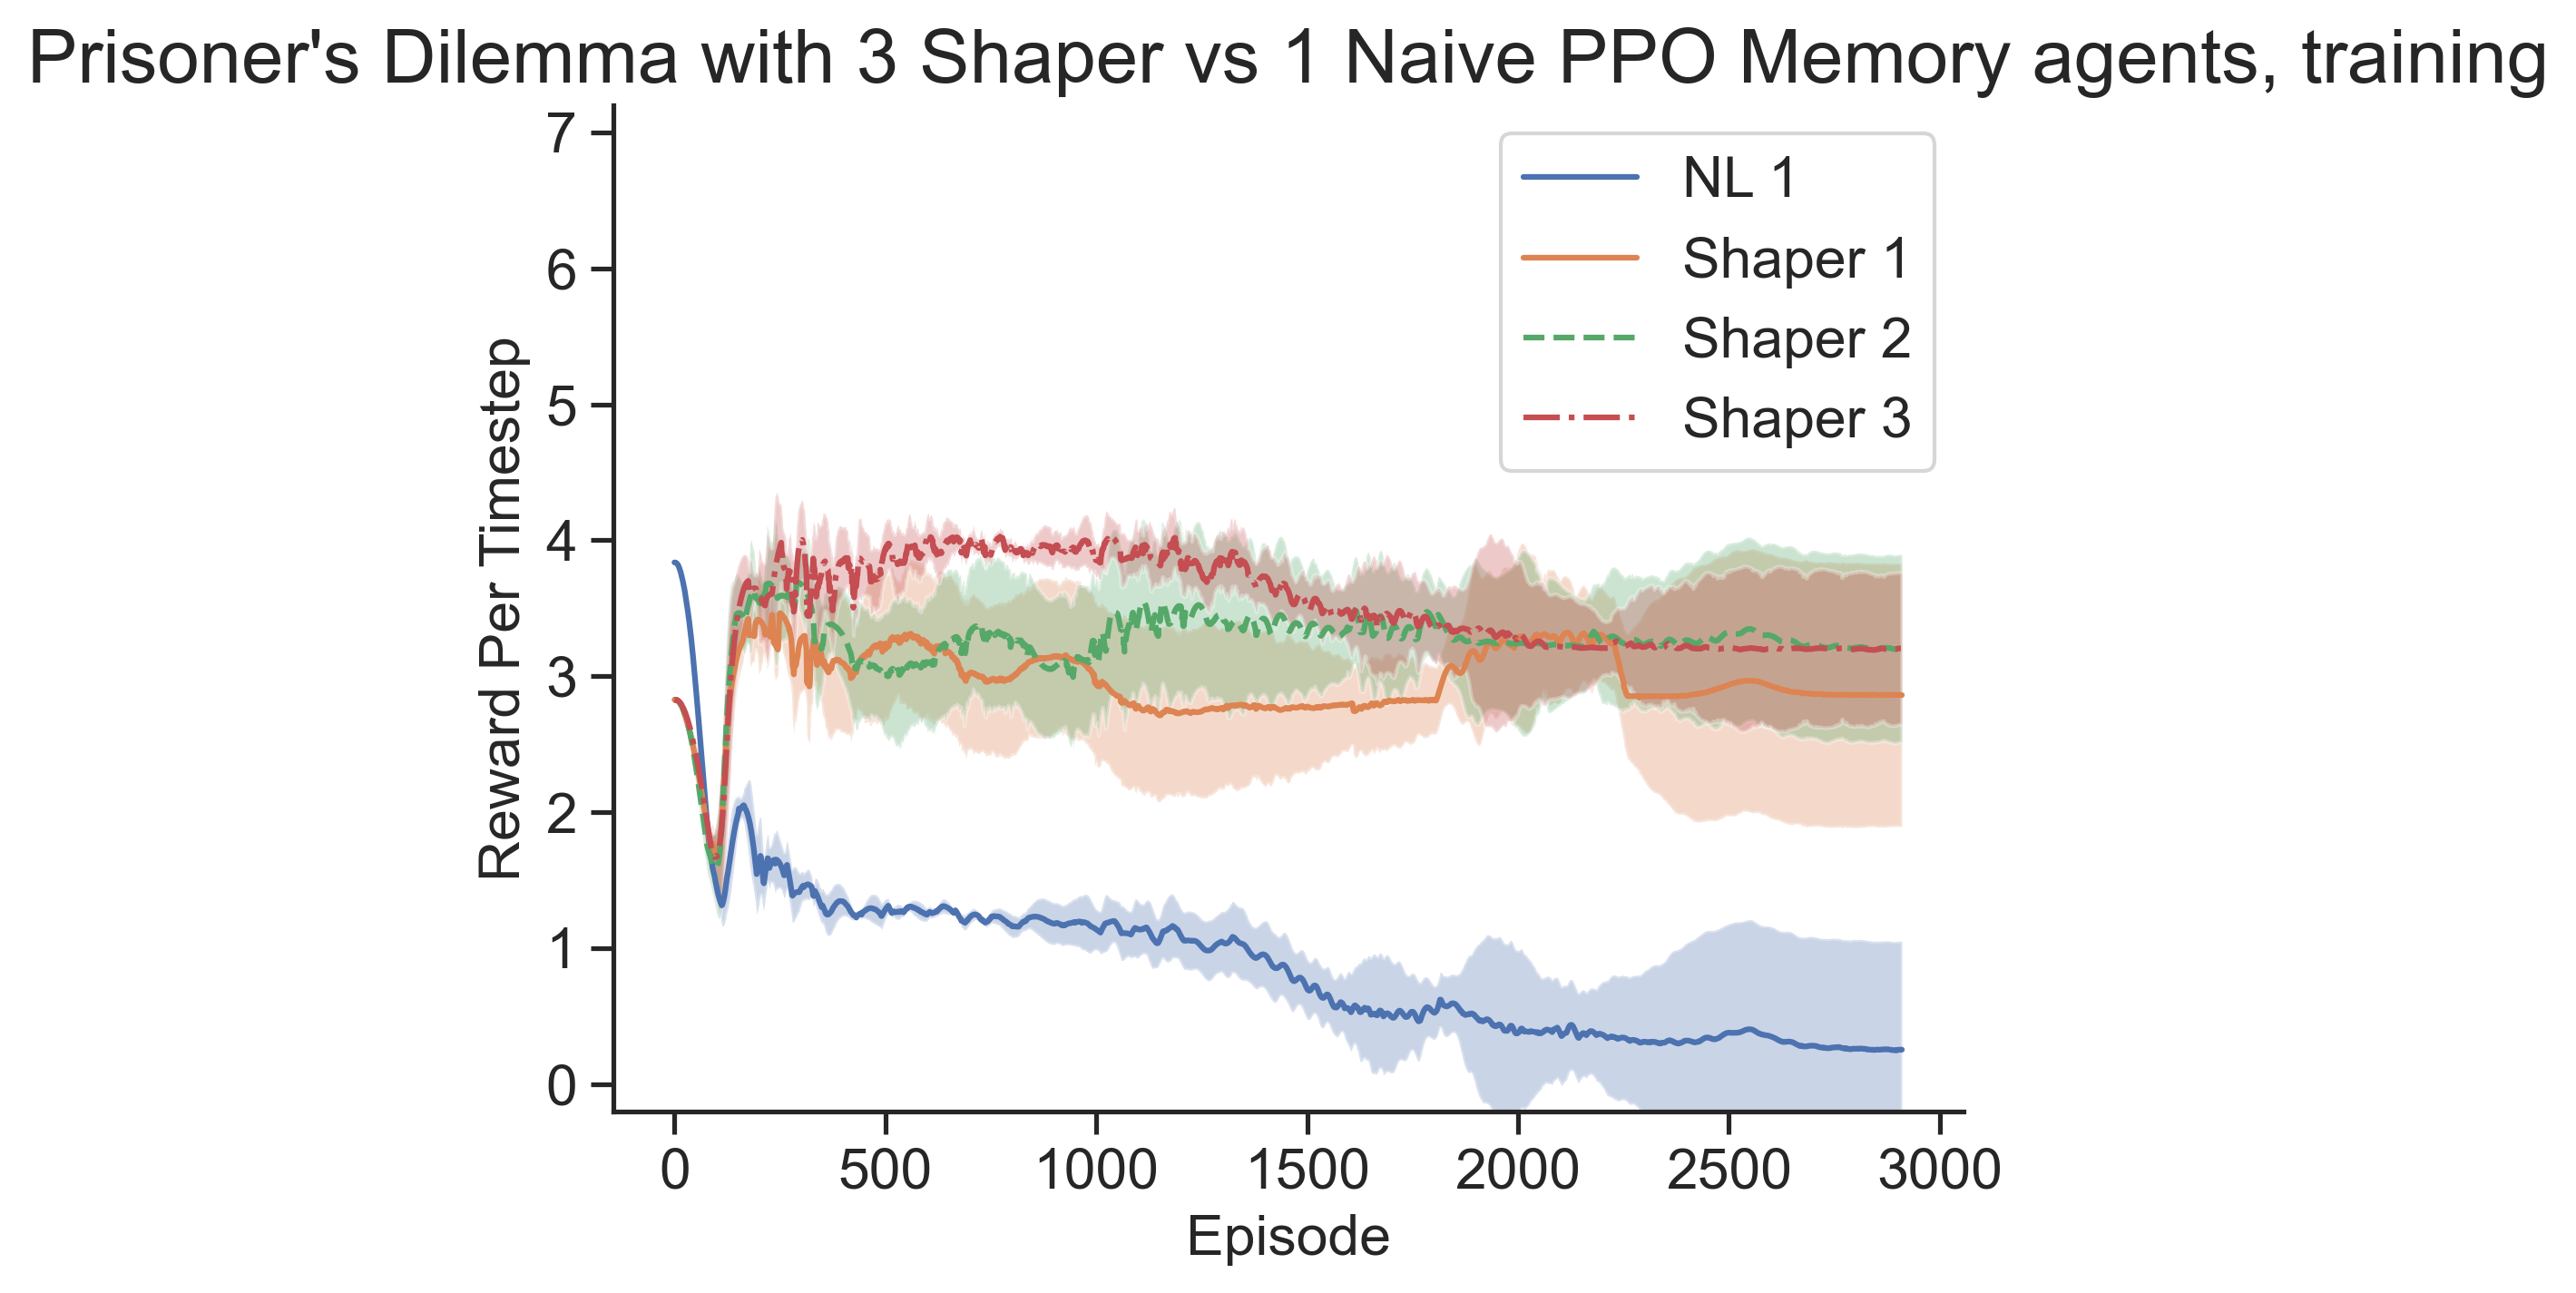 Prisoner's Dilemma with 3 Shaper vs 1 Naive PPO Memory agents, training
7
6
5
4
3
2
1
0
Reward Per Timestep
NL 1
Shaper 1
Shaper 2
Shaper 3
0 500 1000 1500 2000 2500 3000
Episode